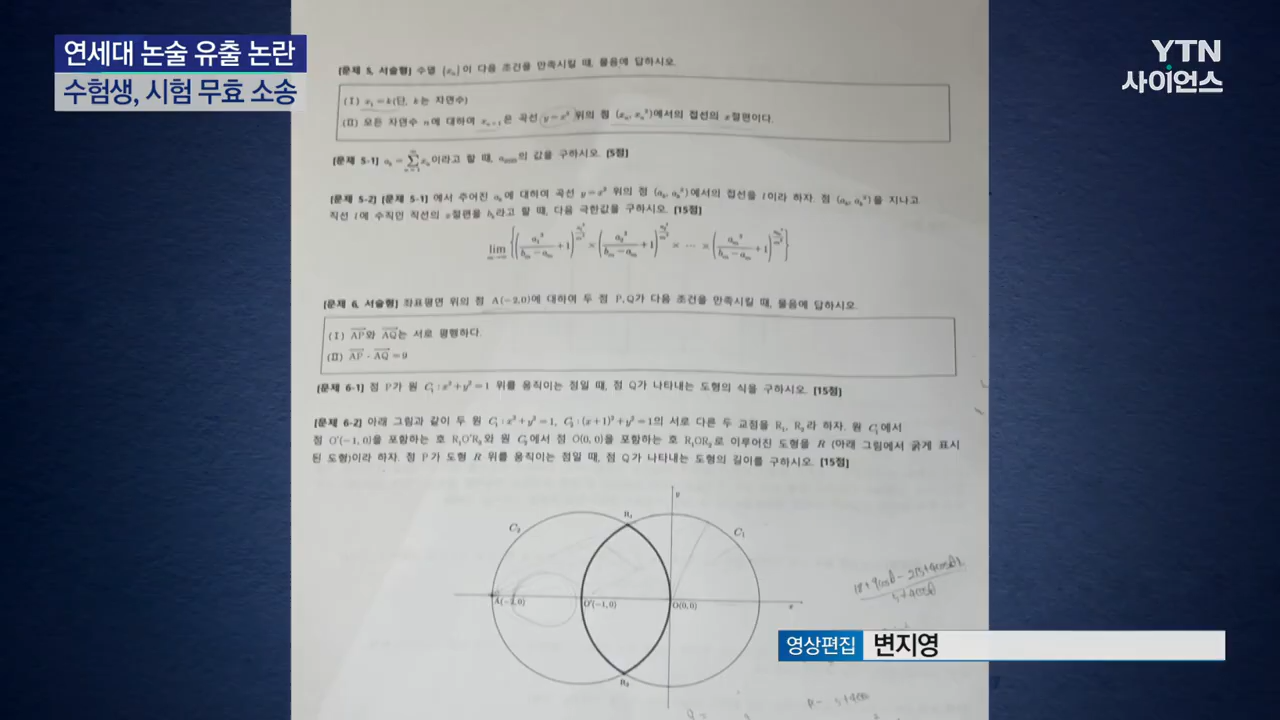 연세대 논술 유출 논란
수험생, 시험 무효 소송
YTN
사이언스
[문제 5, 서술형] 수열 {xₙ}이 다음 조건을 만족시킬 때, 물음에 답하시오.
(Ⅰ) x₁ = k(단, k는 자연수)
(Ⅱ) 모든 자연수 n에 대하여 xₙ₊₁은 곡선 y = x² 위의 점 (xₙ, xₙ²)에서의 접선의 x절편이다.
[문제 5-1] aₖ = Σ xₙ이라고 할 때, 의 값을 구하시오. [5점]
[문제 5-2] [문제 5-1] 에서 주어진 aₖ에 대하여 곡선 y = x² 위의 점 (aₖ, aₖ²)에서의 접선을 l이라 하자. 점 (aₖ, aₖ²)을 지나고
직선 l에 수직인 직선의 x절편을 bₖ라고 할 때, 다음 극한값을 구하시오. [15점]
lim
[문제 6, 서술형] 좌표평면 위의 점 A(−2,0)에 대하여 두 점 P, Q가 다음 조건을 만족시킬 때, 물음에 답하시오.
(Ⅰ) AP와 AQ는 서로 평행하다.
(Ⅱ) AP · AQ = 9
[문제 6-1] 점 P가 원 C₁ : x² + y² = 1 위를 움직이는 점일 때, 점 Q가 나타내는 도형의 식을 구하시오. [15점]
[문제 6-2] 아래 그림과 같이 두 원 C₁ : x² + y² = 1, C₂ : (x+1)² + y² = 1의 서로 다른 두 교점을 R₁, R₂라 하자. 원 C₁에서
점 O′(−1, 0)을 포함하는 호 R₁O′R₂와 원 C₂에서 점 O(0, 0)을 포함하는 호 R₁OR₂로 이루어진 도형을 R (아래 그림에서 굵게 표시
된 도형)이라 하자. 점 P가 도형 R 위를 움직이는 점일 때, 점 Q가 나타내는 도형의 길이를 구하시오. [15점]
y
R₁
C₂
C₁
A(−2, 0)
O′(−1, 0)
O(0, 0)
x
R₂
영상편집 변지영